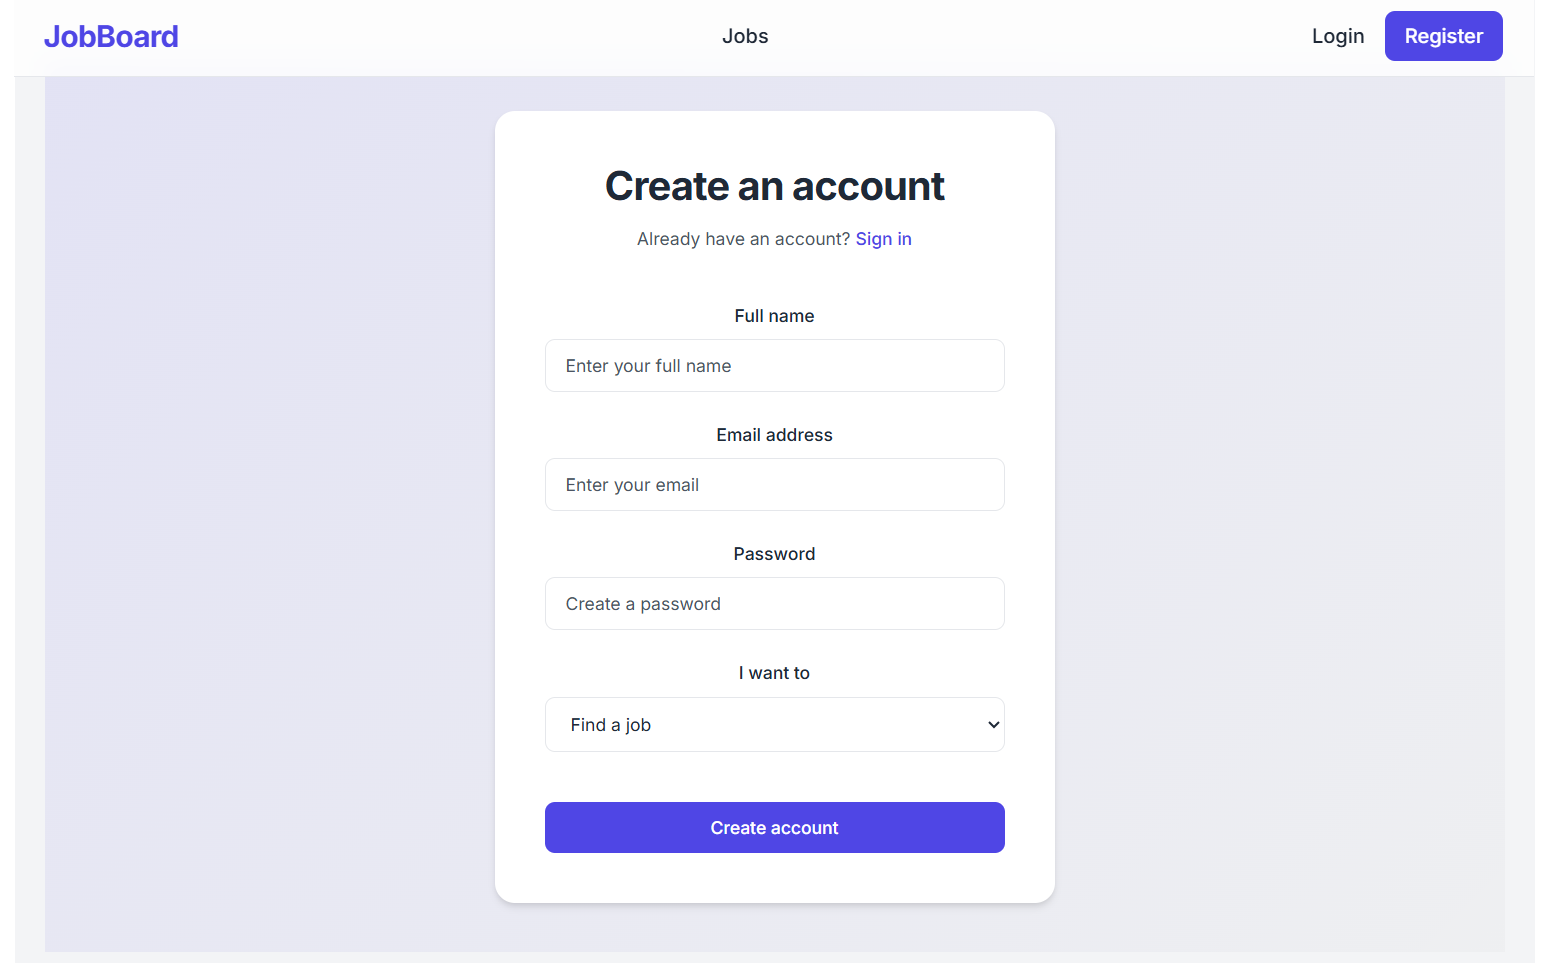 JobBoard
Jobs
Login
Register
Create an account
Already have an account? Sign in
Full name
Enter your full name
Email address
Enter your email
Password
Create a password
I want to
Find a job
Create account